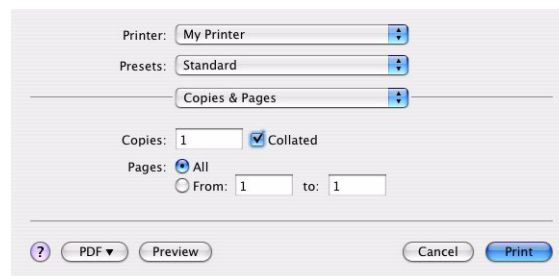 Printer: My Printer
Presets: Standard
Copies & Pages
Copies: 1 Collated
Pages: All
From: 1 to: 1
? PDF▼ Preview Cancel Print